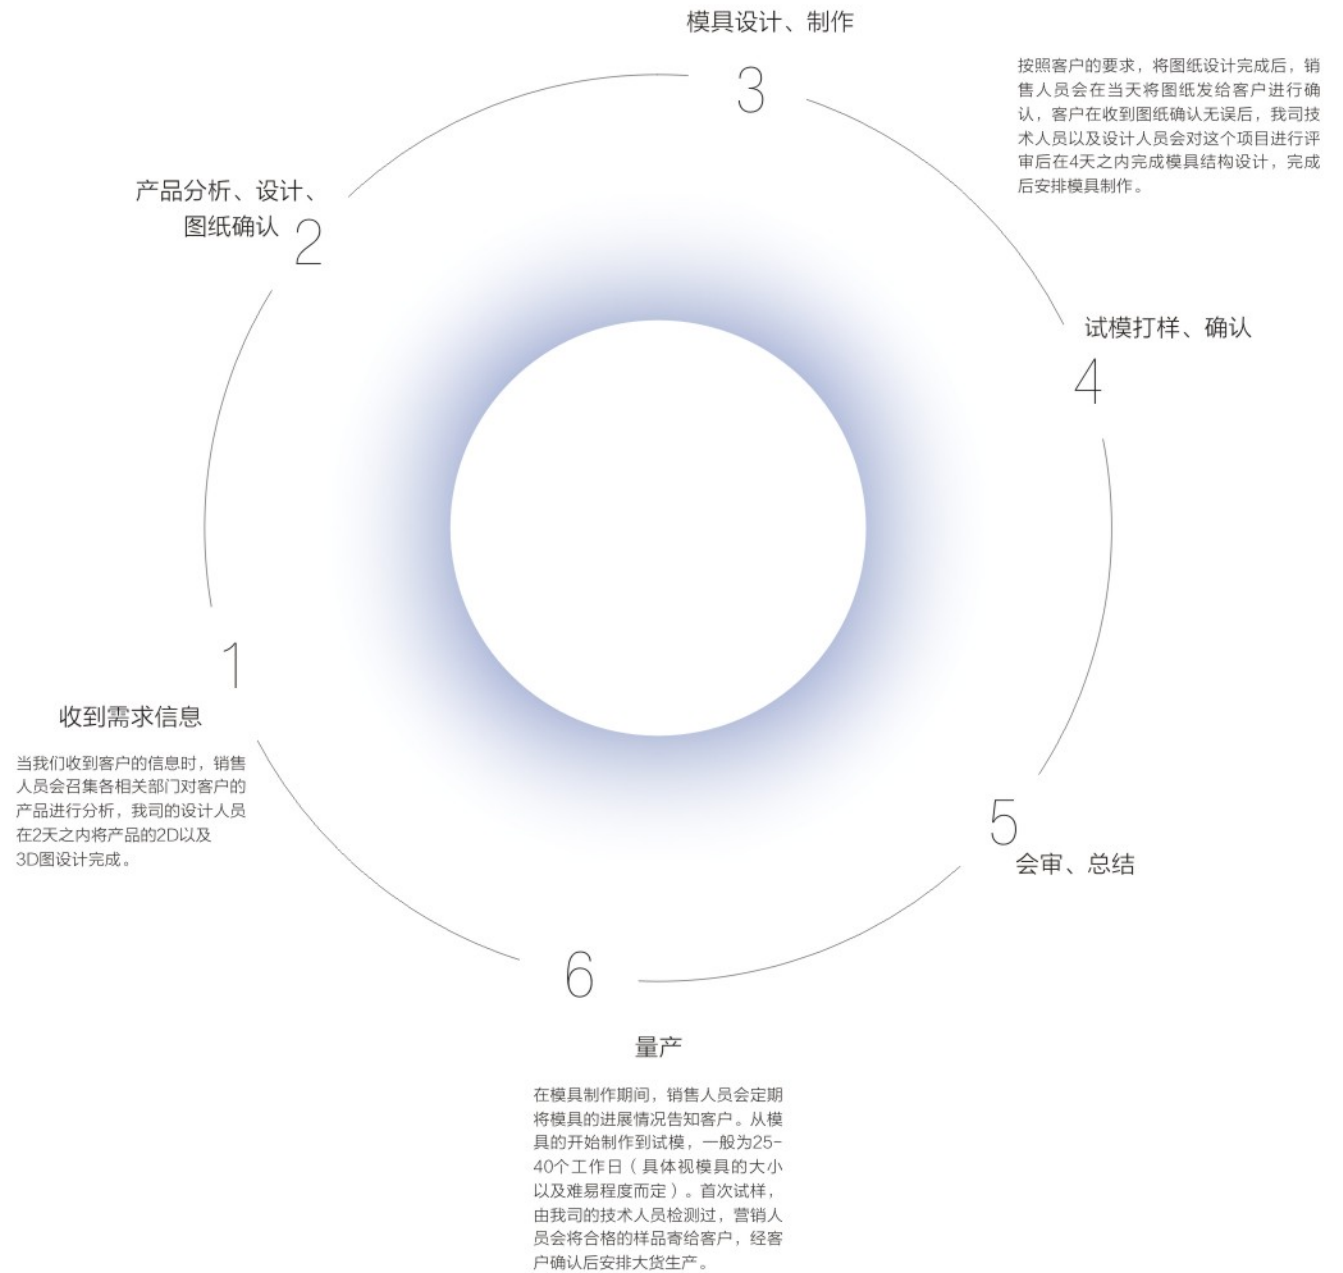 模具设计、制作
3
按照客户的要求，将图纸设计完成后，销
售人员会在当天将图纸发给客户进行确
认，客户在收到图纸确认无误后，我司技
术人员以及设计人员会对这个项目进行评
审后在4天之内完成模具结构设计，完成
后安排模具制作。
产品分析、设计、
图纸确认
2
试模打样、确认
4
1
收到需求信息
当我们收到客户的信息时，销售
人员会召集各相关部门对客户的
产品进行分析，我司的设计人员
在2天之内将产品的2D以及
3D图设计完成。
5
会审、总结
6
量产
在模具制作期间，销售人员会定期
将模具的进展情况告知客户。从模
具的开始制作到试模，一般为25-
40个工作日（具体视模具的大小
以及难易程度而定）。首次试样，
由我司的技术人员检测过，营销人
员会将合格的样品寄给客户，经客
户确认后安排大货生产。